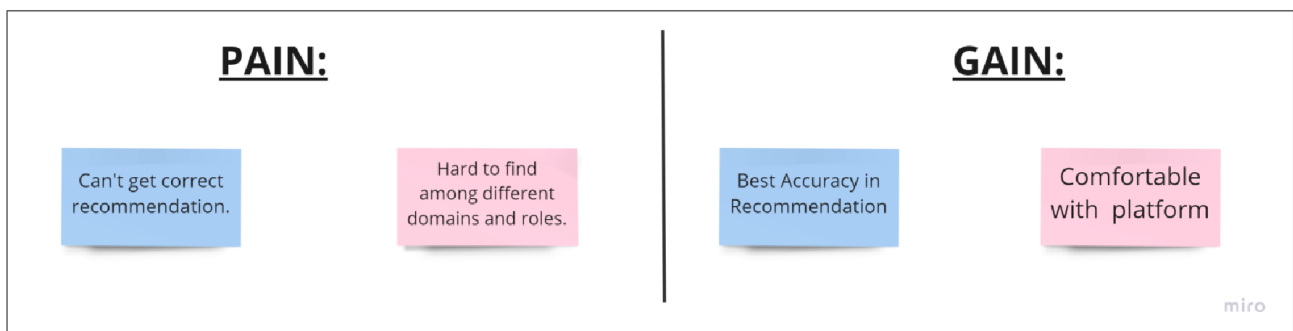 PAIN:
GAIN:
Can't get correct
recommendation.
Hard to find
among different
domains and roles.
Best Accuracy in
Recommendation
Comfortable
with platform
miro